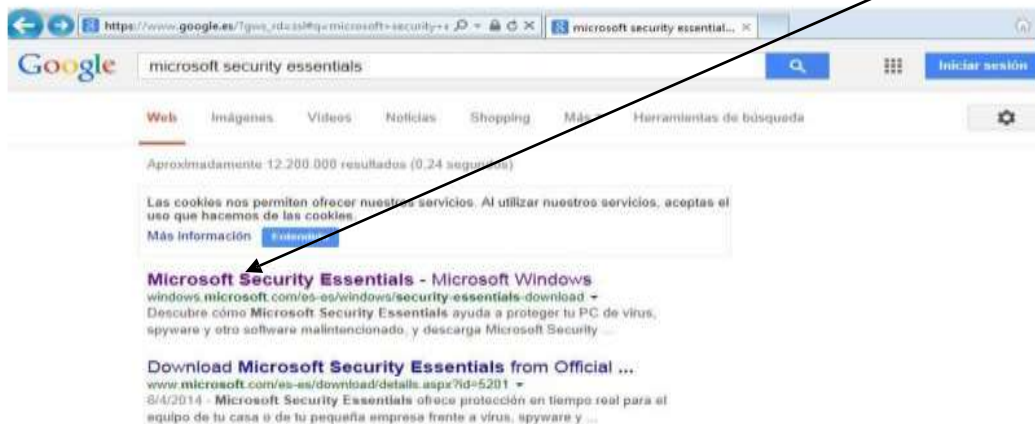 https://www.google.es/?gws_rd=ssl#q=microsoft+security+e
microsoft security essential...
Google
microsoft security essentials
Iniciar sesión
Web Imágenes Vídeos Noticias Shopping Más Herramientas de búsqueda
Aproximadamente 12.200.000 resultados (0,24 segundos)
Las cookies nos permiten ofrecer nuestros servicios. Al utilizar nuestros servicios, aceptas el
uso que hacemos de las cookies.
Más información Entendido
Microsoft Security Essentials - Microsoft Windows
windows.microsoft.com/es-es/windows/security-essentials-download
Descubre cómo Microsoft Security Essentials ayuda a proteger tu PC de virus,
spyware y otro software malintencionado, y descarga Microsoft Security ...
Download Microsoft Security Essentials from Official ...
www.microsoft.com/es-es/download/details.aspx?id=5201
8/4/2014 - Microsoft Security Essentials ofrece protección en tiempo real para el
equipo de tu casa o de tu pequeña empresa frente a virus, spyware y ...